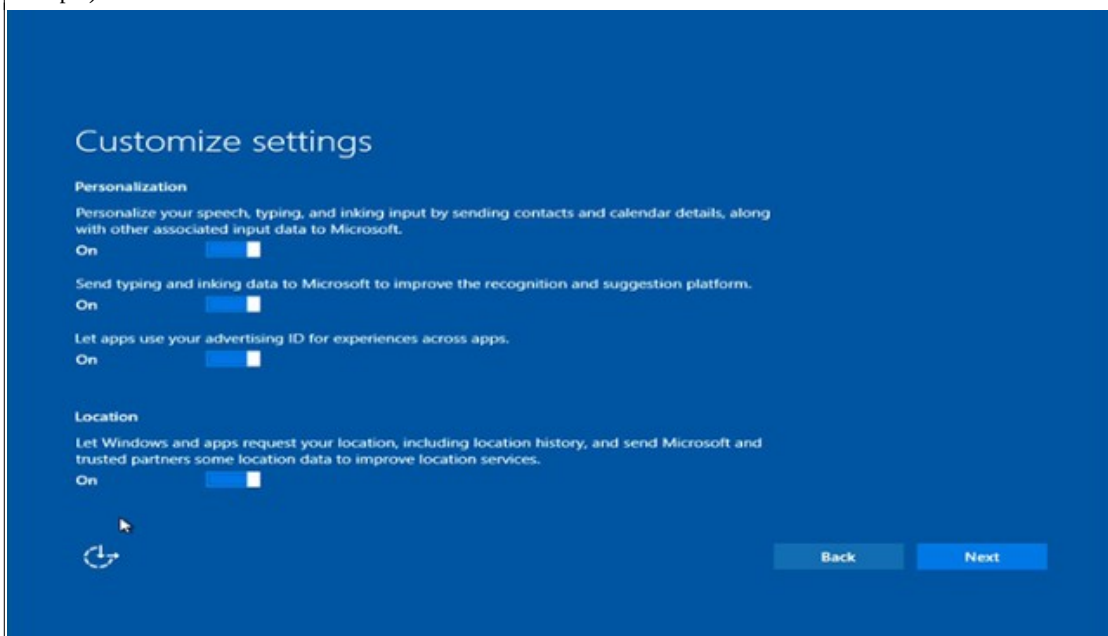 Customize settings
Personalization
Personalize your speech, typing, and inking input by sending contacts and calendar details, along
with other associated input data to Microsoft.
On
Send typing and inking data to Microsoft to improve the recognition and suggestion platform.
On
Let apps use your advertising ID for experiences across apps.
On
Location
Let Windows and apps request your location, including location history, and send Microsoft and
trusted partners some location data to improve location services.
On
Back Next